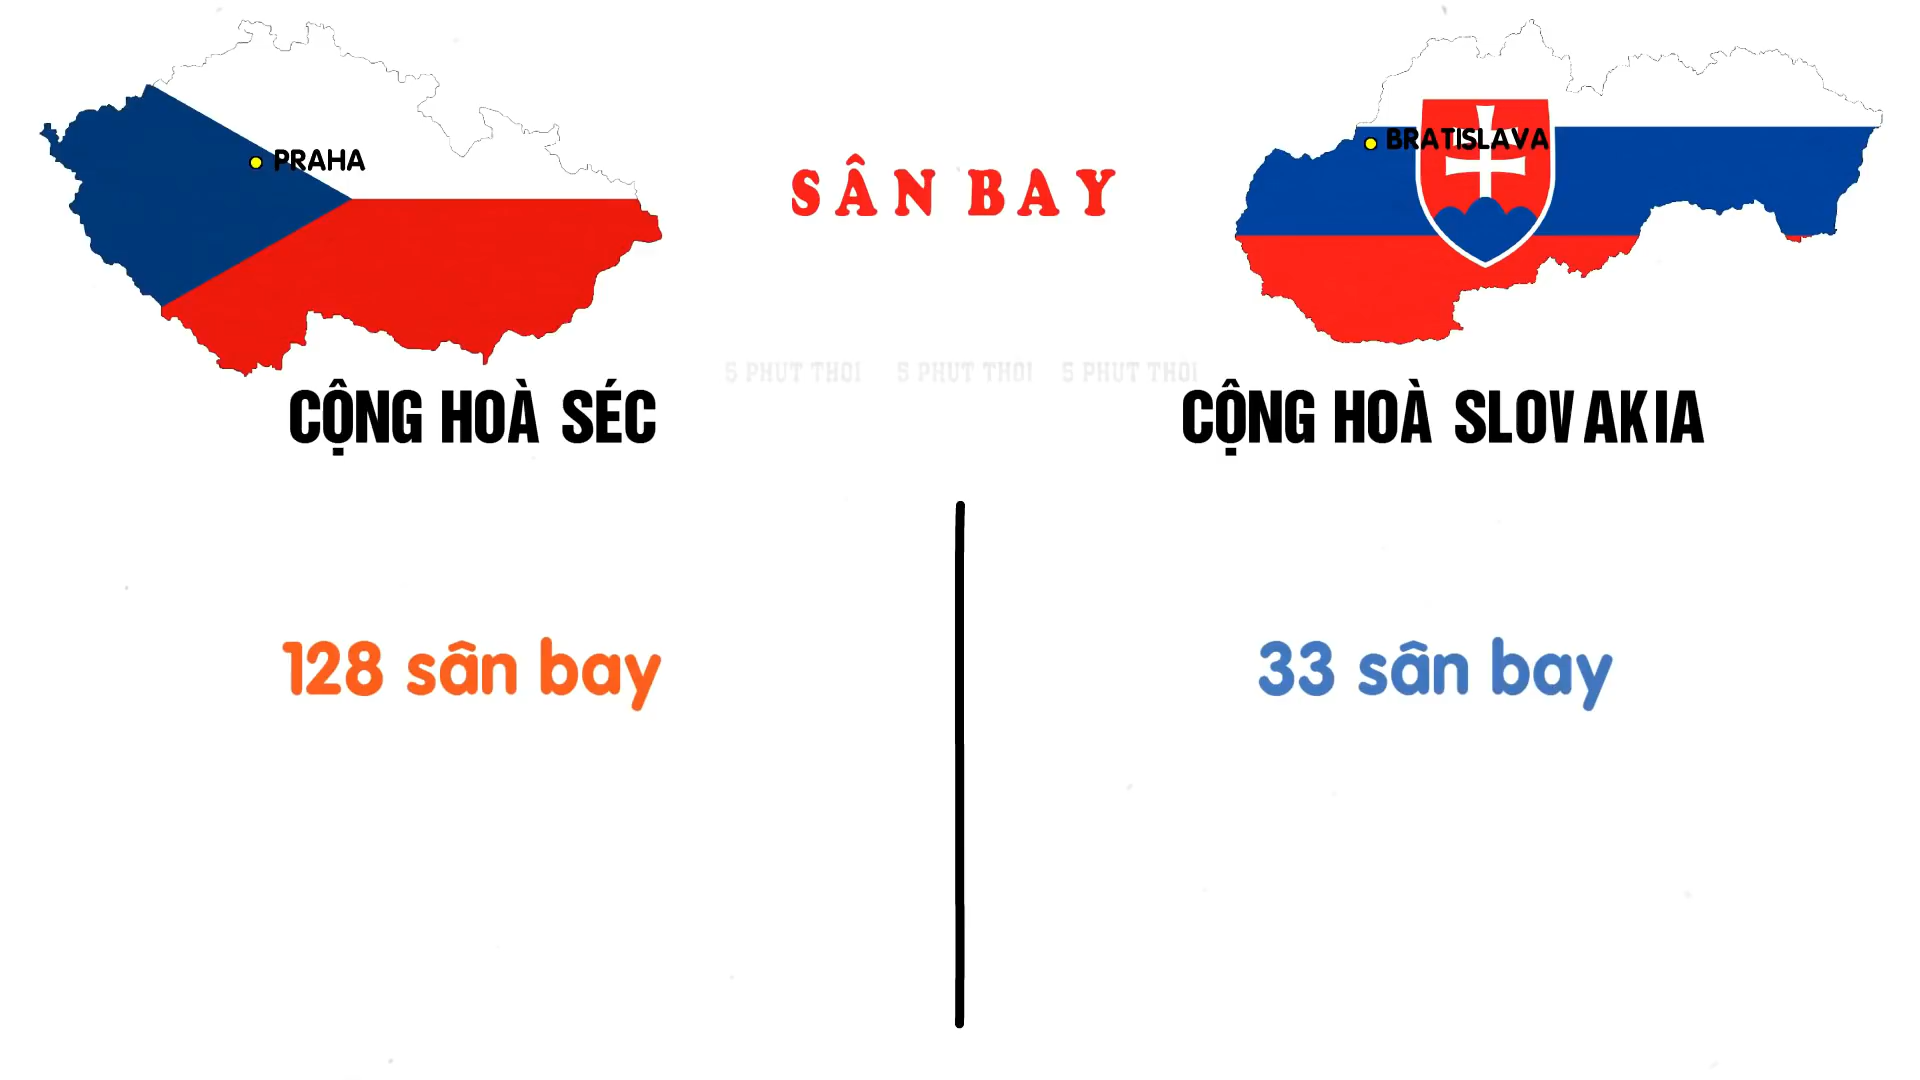 PRAHA
BRATISLAVA
SÂN BAY
5 PHUT THOI 5 PHUT THOI 5 PHUT THOI
CỘNG HOÀ SÉC
CỘNG HOÀ SLOVAKIA
128 sân bay
33 sân bay